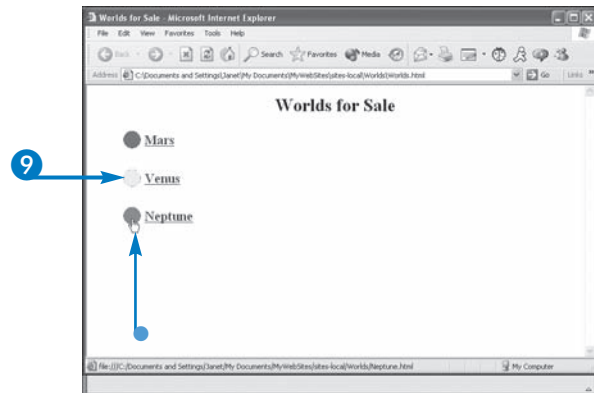 Worlds for Sale - Microsoft Internet Explorer
File Edit View Favorites Tools Help
Back Search Favorites Media
Address C:\Documents and Settings\Janet\My Documents\MyWebSites\sites-local\Worlds\Worlds.html Go Links »
Worlds for Sale
Mars
9
Venus
Neptune
file:///C:/Documents and Settings/Janet/My Documents/MyWebSites/sites-local/Worlds/Neptune.html My Computer